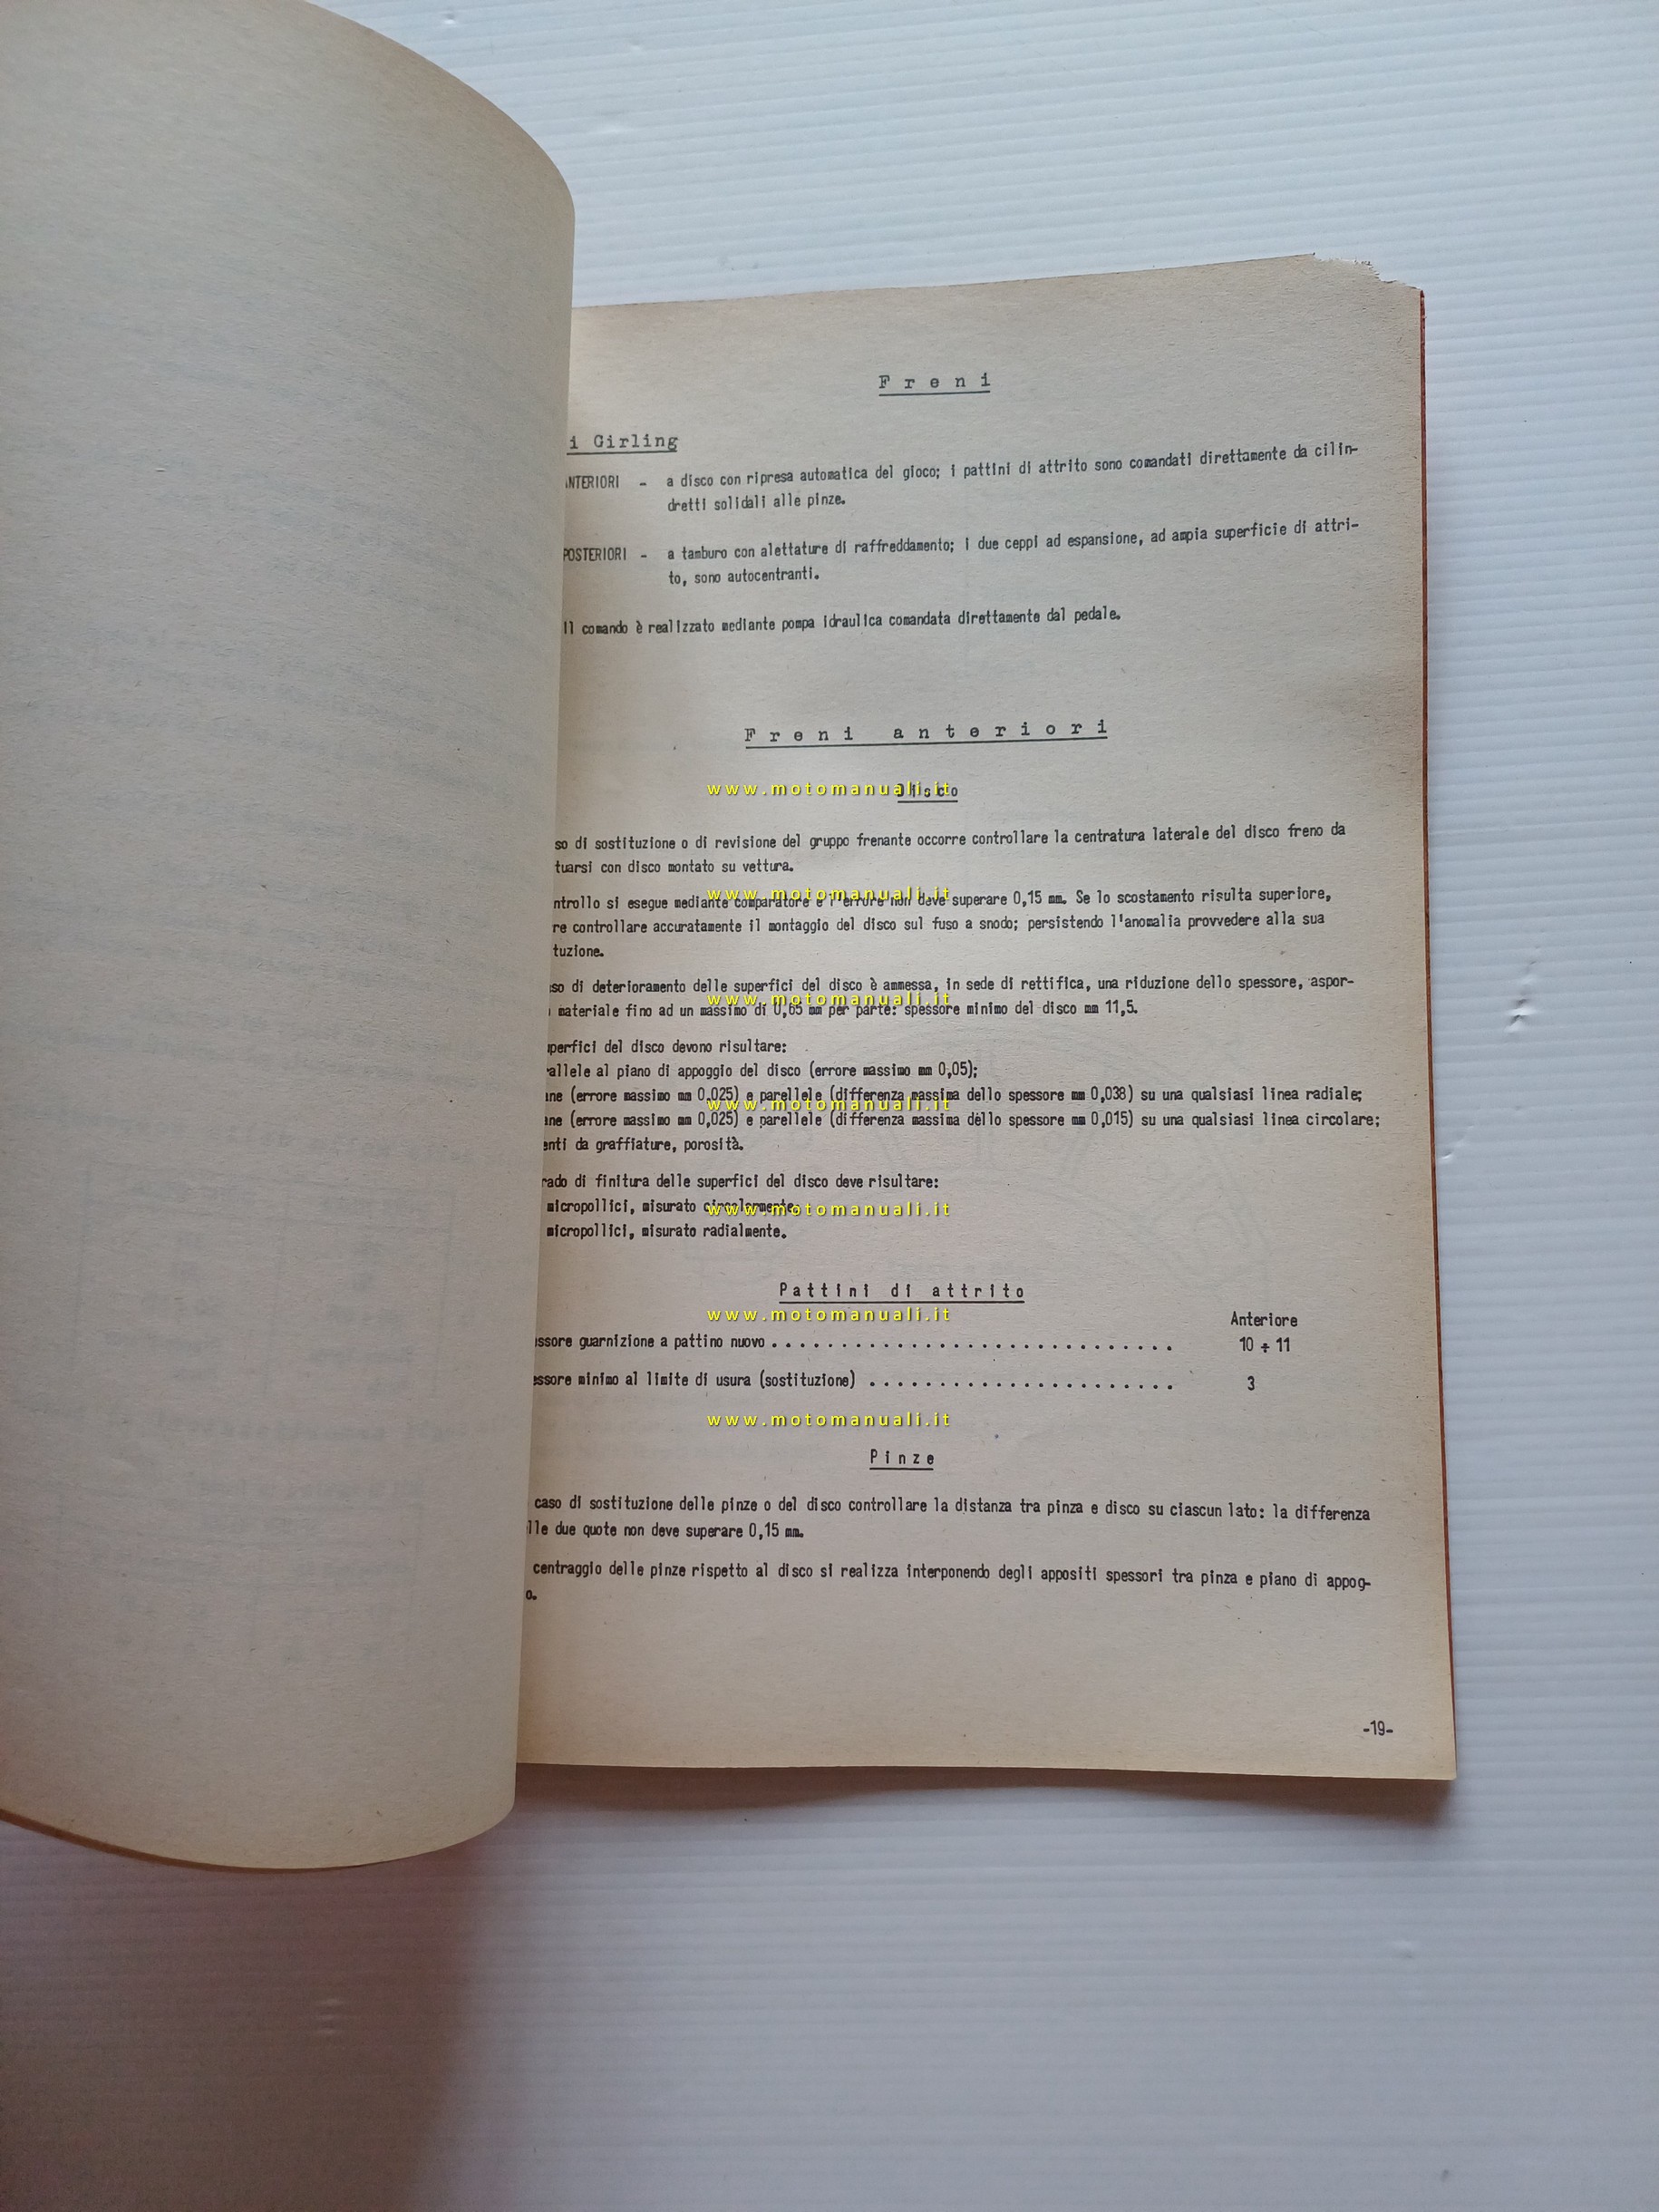 Freni
i Girling
ANTERIORI - a disco con ripresa automatica del gioco; i pattini di attrito sono comandati direttamente da cilin-
dretti solidali alle pinze.
POSTERIORI - a tamburo con alettature di raffreddamento; i due ceppi ad espansione, ad ampia superficie di attri-
to, sono autocentranti.
Il comando è realizzato mediante pompa idraulica comandata direttamente dal pedale.
Freni anteriori
Disco
www.motomanuali.it
so di sostituzione o di revisione del gruppo frenante occorre controllare la centratura laterale del disco freno da
tuarsi con disco montato su vettura.
www.motomanuali.it
ntrollo si esegue mediante comparatore e l'errore non deve superare 0,15 mm. Se lo scostamento risulta superiore,
re controllare accuratamente il montaggio del disco sul fuso a snodo; persistendo l'anomalia provvedere alla sua
tuzione.
so di deterioramento delle superfici del disco è ammessa, in sede di rettifica, una riduzione dello spessore, aspor-
www.motomanuali.it
materiale fino ad un massimo di 0,65 mm per parte: spessore minimo del disco mm 11,5.
perfici del disco devono risultare:
allele al piano di appoggio del disco (errore massimo mm 0,05);
ane (errore massimo mm 0,025) e parellele (differenza massima dello spessore mm 0,038) su una qualsiasi linea radiale;
www.motomanuali.it
ane (errore massimo mm 0,025) e parellele (differenza massima dello spessore mm 0,015) su una qualsiasi linea circolare;
enti da graffiature, porosità.
rado di finitura delle superfici del disco deve risultare:
micropollici, misurato circolarmente.
www.motomanuali.it
micropollici, misurato radialmente.
Pattini di attrito
www.motomanuali.it
Anteriore
ssore guarnizione a pattino nuovo ............................. 10 ÷ 11
essore minimo al limite di usura (sostituzione) ...................... 3
www.motomanuali.it
Pinze
caso di sostituzione delle pinze o del disco controllare la distanza tra pinza e disco su ciascun lato: la differenza
lle due quote non deve superare 0,15 mm.
centraggio delle pinze rispetto al disco si realizza interponendo degli appositi spessori tra pinza e piano di appog-
o.
-19-